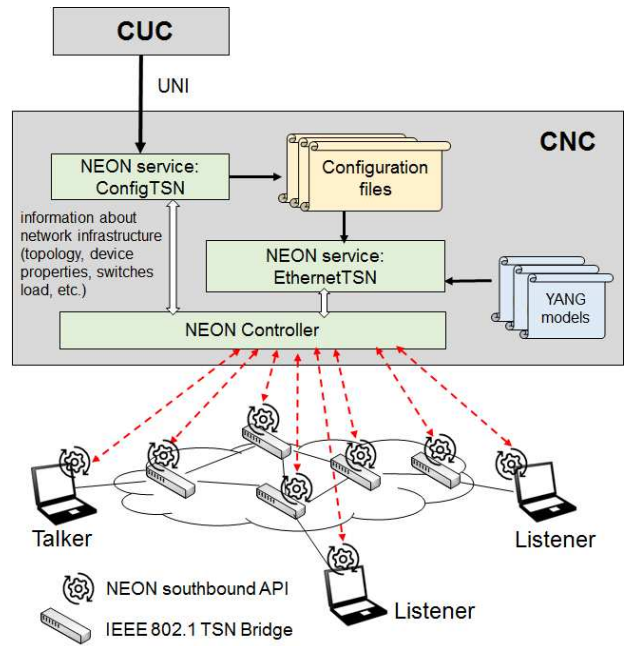 CUC
UNI
CNC
NEON service:
ConfigTSN
Configuration
files
information about
network infrastructure
(topology, device
properties, switches
load, etc.)
NEON service:
EthernetTSN
YANG
models
NEON Controller
Talker
Listener
NEON southbound API
Listener
IEEE 802.1 TSN Bridge